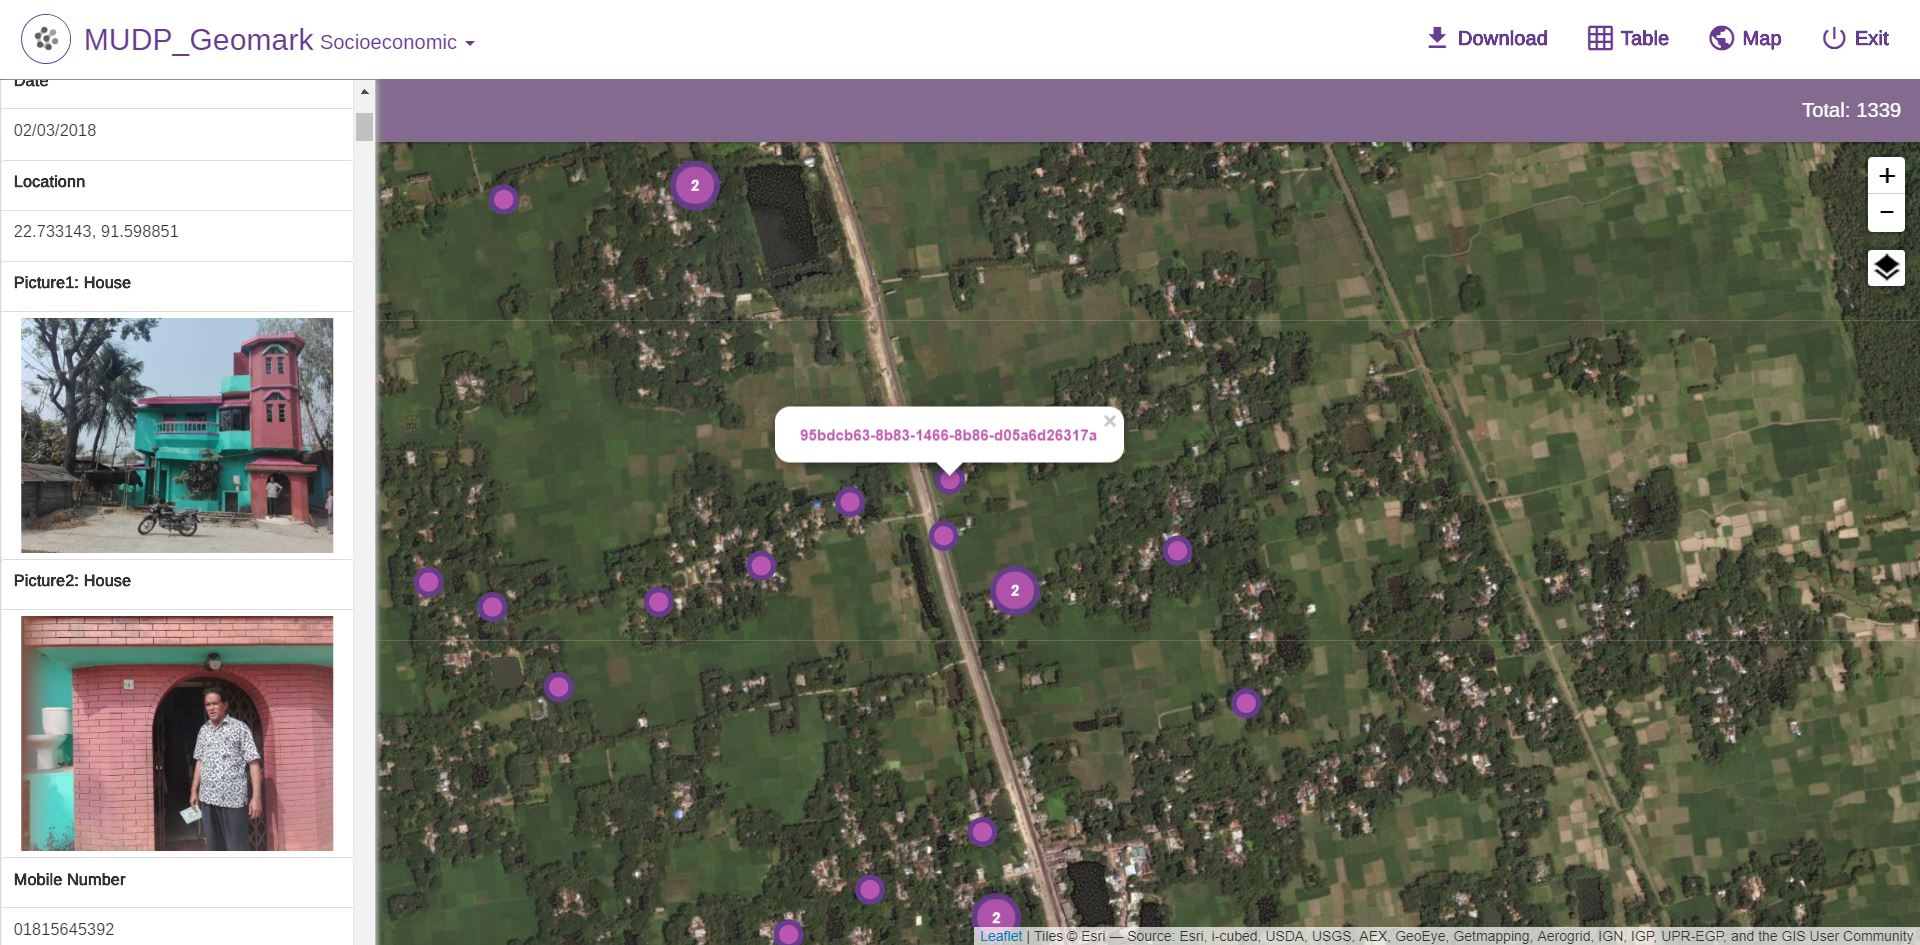 MUDP_Geomark Socioeconomic
Download
Table
Map
Exit
Date
02/03/2018
Locationn
22.733143, 91.598851
Picture1: House
Picture2: House
Mobile Number
01815645392
Total: 1339
+
−
2
95bdcb63-8b83-1466-8b86-d05a6d26317a
×
2
2
Leaflet | Tiles © Esri — Source: Esri, i-cubed, USDA, USGS, AEX, GeoEye, Getmapping, Aerogrid, IGN, IGP, UPR-EGP, and the GIS User Community